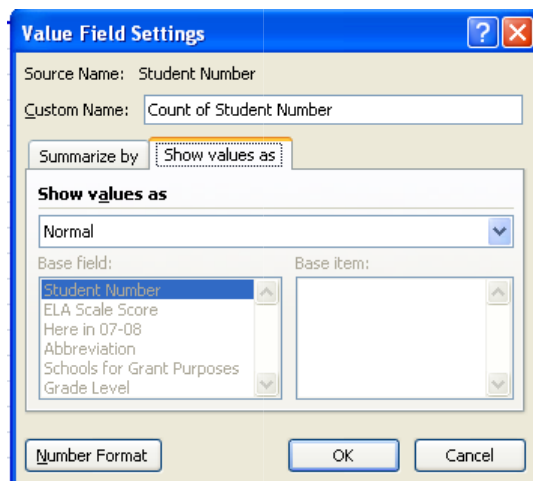 Value Field Settings
Source Name: Student Number
Custom Name: Count of Student Number
Summarize by Show values as
Show values as
Normal
Base field: Base item:
Student Number
ELA Scale Score
Here in 07-08
Abbreviation
Schools for Grant Purposes
Grade Level
Number Format OK Cancel